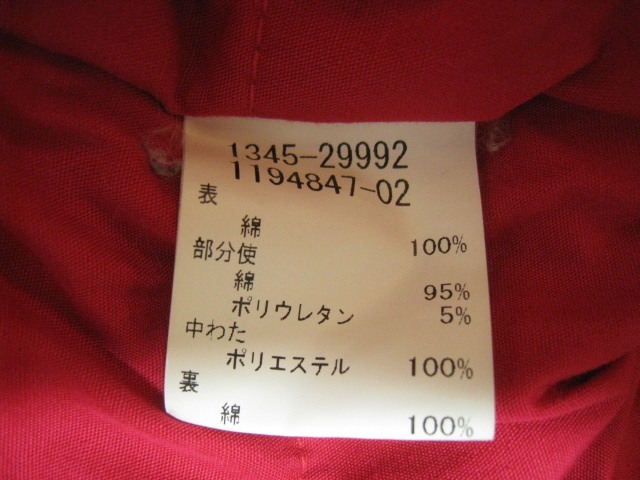 1345-29992
1194847-02
表
綿 100%
部分使
綿 95%
ポリウレタン 5%
中わた
ポリエステル 100%
裏
綿 100%